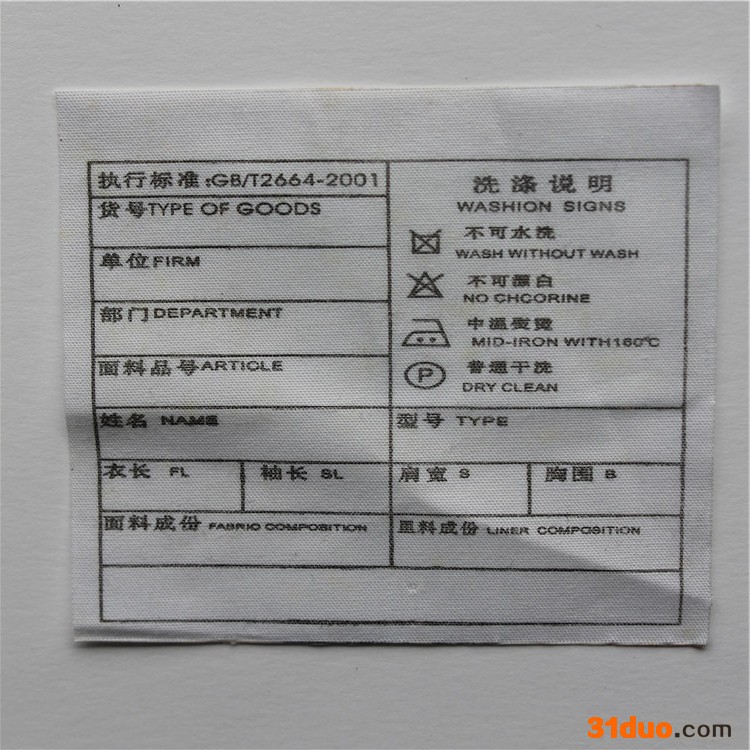 执行标准:GB/T2664-2001
货号TYPE OF GOODS
单位FIRM
部门DEPARTMENT
面料品号ARTICLE
洗涤说明
WASHION SIGNS
不可水洗
WASH WITHOUT WASH
不可漂白
NO CHCORINE
中温熨烫
MID-IRON WITH160℃
P
普通干洗
DRY CLEAN
姓名 NAME
型号 TYPE
衣长 FL
袖长 SL
肩宽 S
胸围 B
面料成份 FABRIO COMPOSITION
里料成份 LINER COMPOSITION
31duo.com